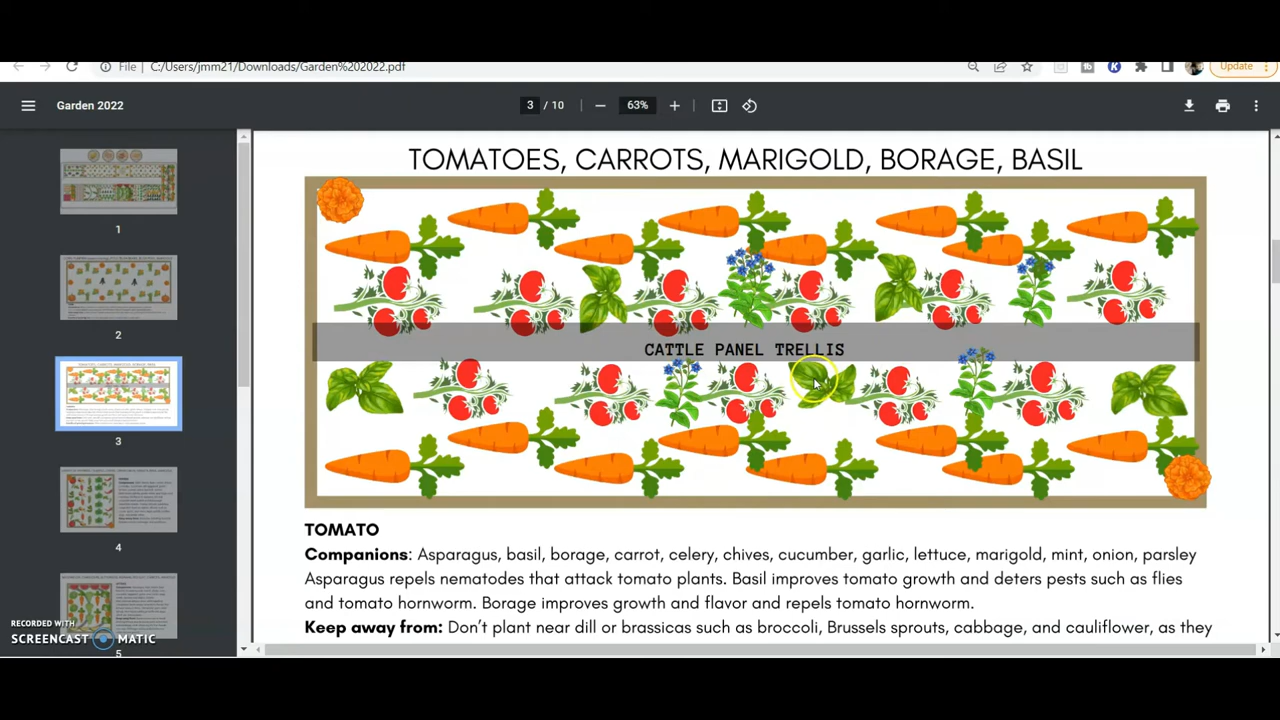 File
C:/Users/jmm21/Downloads/Garden%202022.pdf
Update
Garden 2022
3 / 10
63%
1
2
3
4
5
TOMATOES, CARROTS, MARIGOLD, BORAGE, BASIL
CATTLE PANEL TRELLIS
TOMATO
Companions: Asparagus, basil, borage, carrot, celery, chives, cucumber, garlic, lettuce, marigold, mint, onion, parsley
Asparagus repels nematodes that attack tomato plants. Basil improves tomato growth and deters pests such as flies
and tomato hornworm. Borage improves growth and flavor and repels tomato hornworm.
Keep away from: Don't plant near dill or brassicas such as broccoli, Brussels sprouts, cabbage, and cauliflower, as they
RECORDED WITH
SCREENCAST MATIC